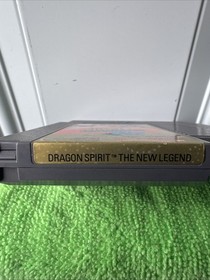 DRAGON SPIRIT™ THE NEW LEGEND